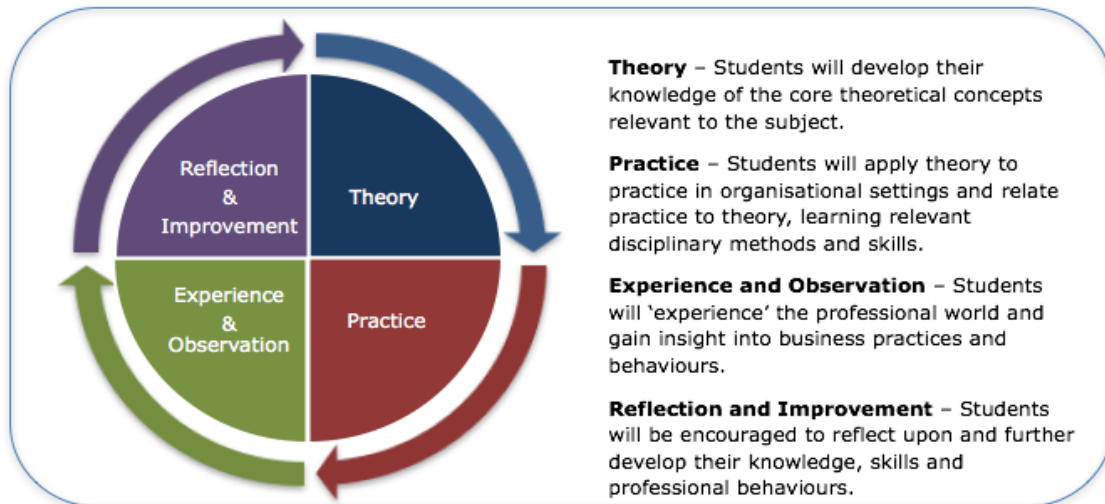 Reflection
&
Improvement
Theory
Experience
&
Observation
Practice
Theory – Students will develop their
knowledge of the core theoretical concepts
relevant to the subject.
Practice – Students will apply theory to
practice in organisational settings and relate
practice to theory, learning relevant
disciplinary methods and skills.
Experience and Observation – Students
will ‘experience’ the professional world and
gain insight into business practices and
behaviours.
Reflection and Improvement – Students
will be encouraged to reflect upon and further
develop their knowledge, skills and
professional behaviours.